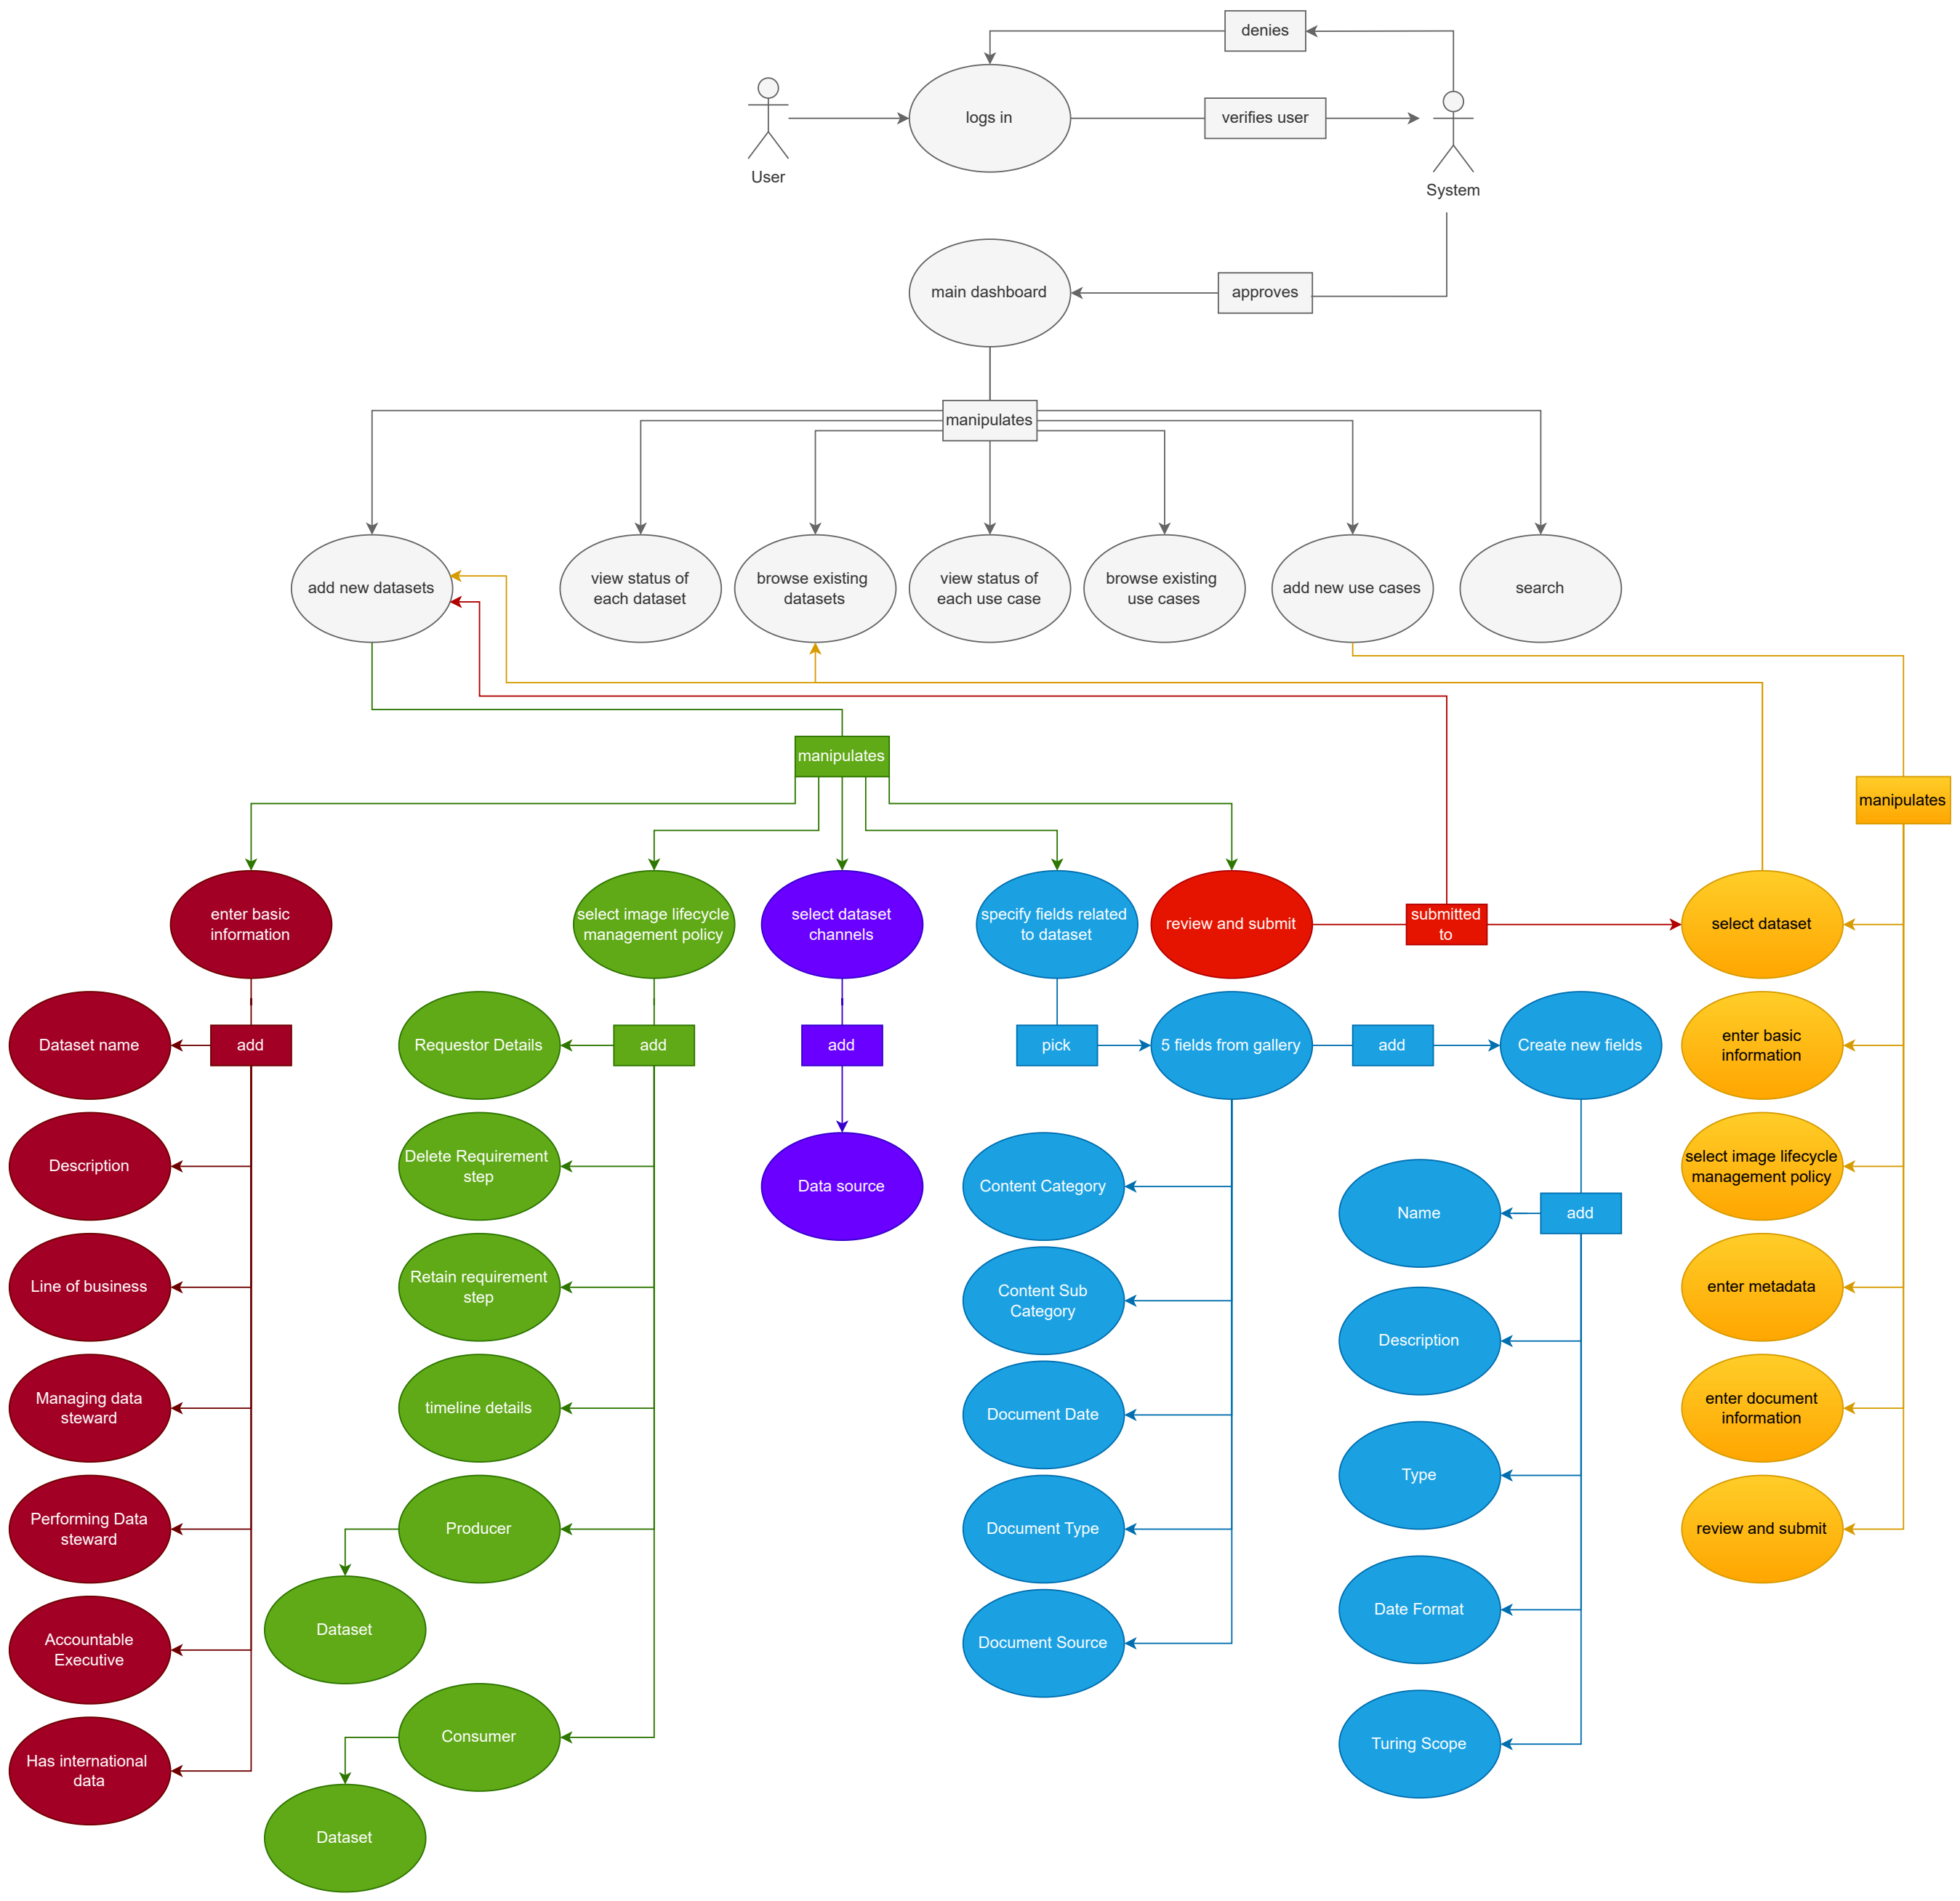 denies
logs in
verifies user
User
System
main dashboard
approves
manipulates
add new datasets
view status of
each dataset
browse existing
datasets
view status of
each use case
browse existing
use cases
add new use cases
search
manipulates
manipulates
enter basic
information
select image lifecycle
management policy
select dataset
channels
specify fields related
to dataset
review and submit
submitted
to
select dataset
Dataset name
add
Requestor Details
add
add
pick
5 fields from gallery
add
Create new fields
enter basic
information
Description
Delete Requirement
step
Data source
Content Category
Name
add
select image lifecycle
management policy
Line of business
Retain requirement
step
Content Sub
Category
Description
enter metadata
Managing data
steward
timeline details
Document Date
Type
enter document
information
Performing Data
steward
Producer
Document Type
Date Format
review and submit
Accountable
Executive
Dataset
Document Source
Has international
data
Consumer
Turing Scope
Dataset